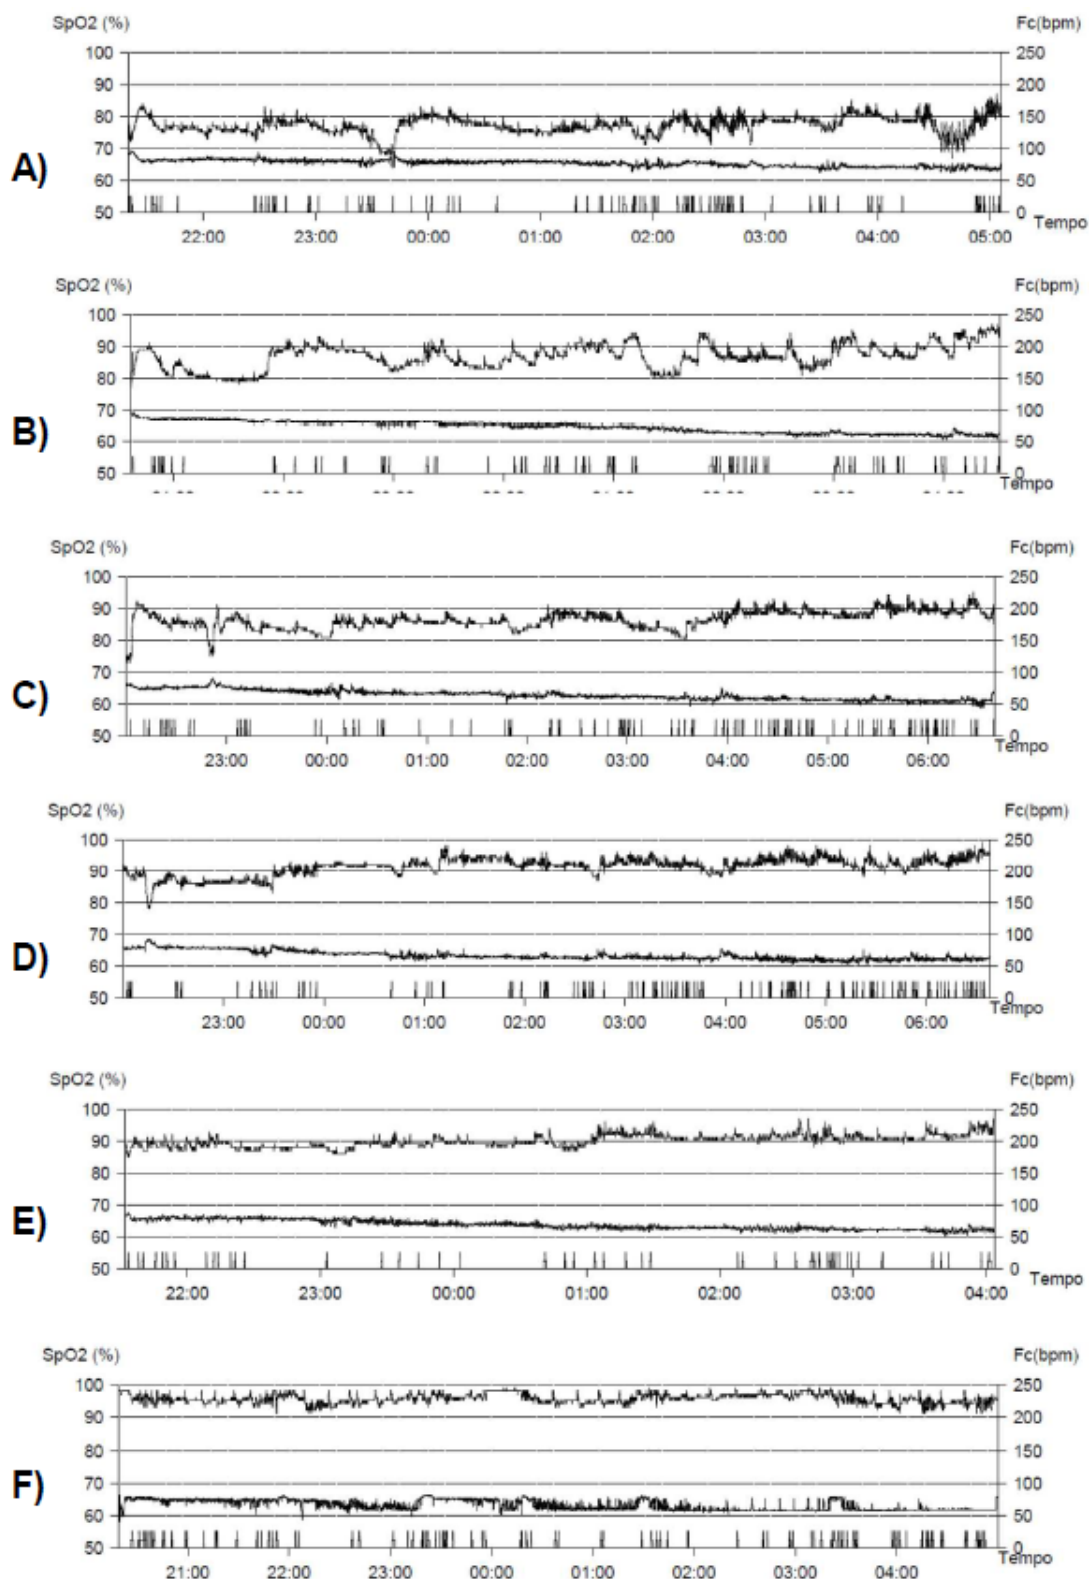 SpO2 (%) Fc(bpm)
100 250
90 200
80 150
A) 70 100
60 50
50 0
22:00 23:00 00:00 01:00 02:00 03:00 04:00 05:00 Tempo
SpO2 (%) Fc(bpm)
100 250
90 200
80 150
B) 70 100
60 50
50 0
Tempo
SpO2 (%) Fc(bpm)
100 250
90 200
80 150
C) 70 100
60 50
50 0
23:00 00:00 01:00 02:00 03:00 04:00 05:00 06:00 Tempo
SpO2 (%) Fc(bpm)
100 250
90 200
80 150
D) 70 100
60 50
50 0
23:00 00:00 01:00 02:00 03:00 04:00 05:00 06:00 Tempo
SpO2 (%) Fc(bpm)
100 250
90 200
80 150
E) 70 100
60 50
50 0
22:00 23:00 00:00 01:00 02:00 03:00 04:00 Tempo
SpO2 (%) Fc(bpm)
100 250
90 200
80 150
F) 70 100
60 50
50 0
21:00 22:00 23:00 00:00 01:00 02:00 03:00 04:00 Tempo